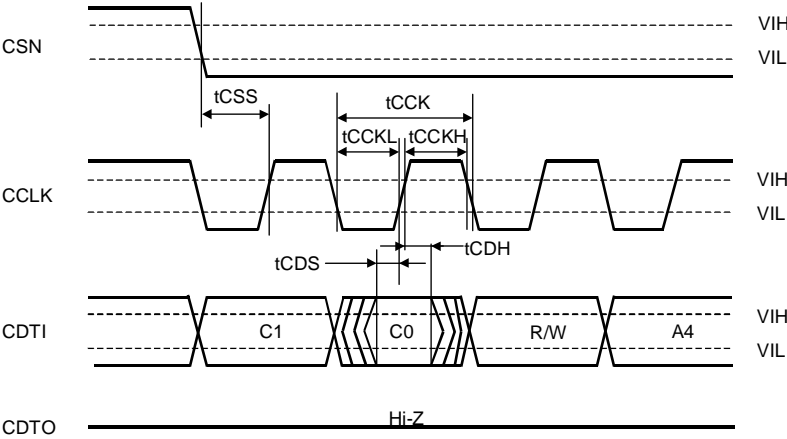 CSN
VIH
VIL
tCSS
tCCK
tCCKL
tCCKH
CCLK
VIH
VIL
tCDS
tCDH
CDTI
C1
C0
R/W
A4
VIH
VIL
CDTO
Hi-Z